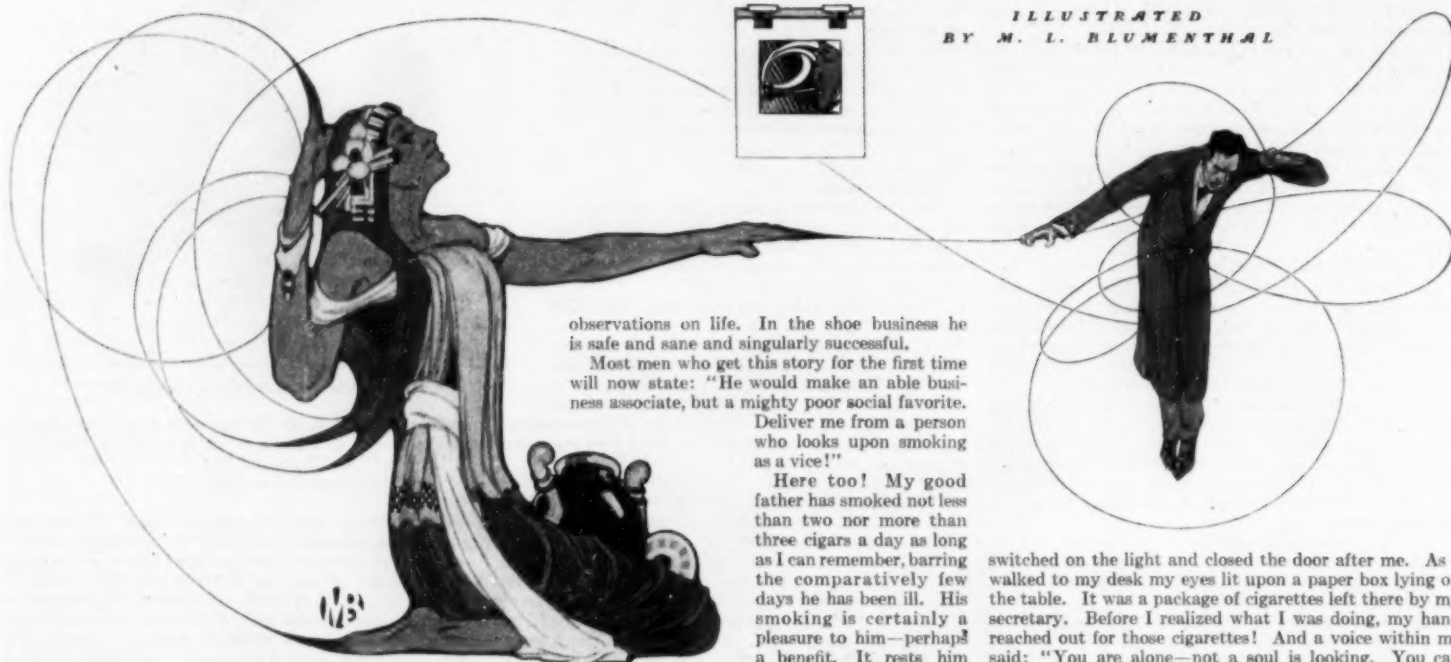 ILLUSTRATED
BY M. L. BLUMENTHAL
observations on life. In the shoe business he
is safe and sane and singularly successful.
Most men who get this story for the first time
will now state: "He would make an able busi-
ness associate, but a mighty poor social favorite.
Deliver me from a person
who looks upon smoking
as a vice!"
Here too! My good
father has smoked not less
than two nor more than
three cigars a day as long
as I can remember, barring
the comparatively few
days he has been ill. His
smoking is certainly a
pleasure to him—perhaps
a benefit. It rests him
switched on the light and closed the door after me. As
walked to my desk my eyes lit upon a paper box lying
the table. It was a package of cigarettes left there by
secretary. Before I realized what I was doing, my
reached out for those cigarettes! And a voice within
said: "You are alone—not a soul is looking. You
MB